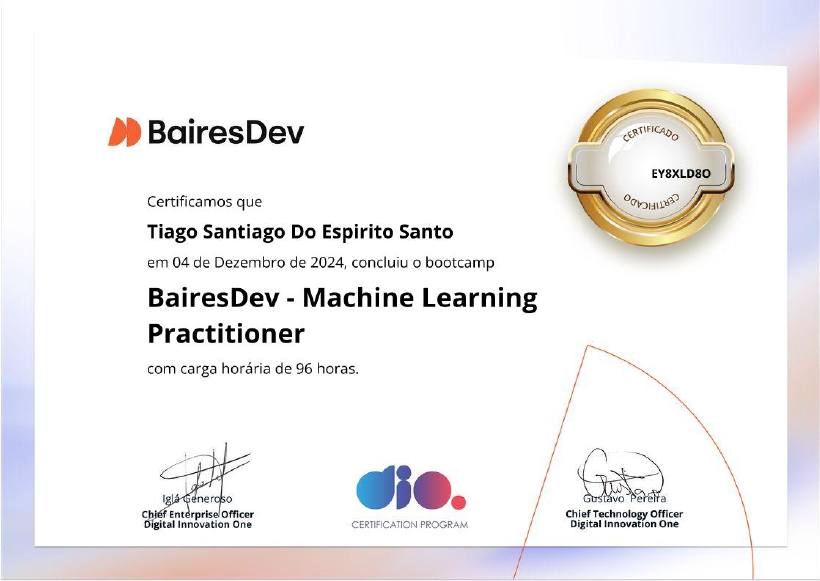 BairesDev
CERTIFICADO
EY8XLD8O
CERTIFICADO
Certificamos que
Tiago Santiago Do Espirito Santo
em 04 de Dezembro de 2024, concluiu o bootcamp
BairesDev - Machine Learning
Practitioner
com carga horária de 96 horas.
Iglá Generoso
Chief Enterprise Officer
Digital Innovation One
dio.
CERTIFICATION PROGRAM
Gustavo Pereira
Chief Technology Officer
Digital Innovation One